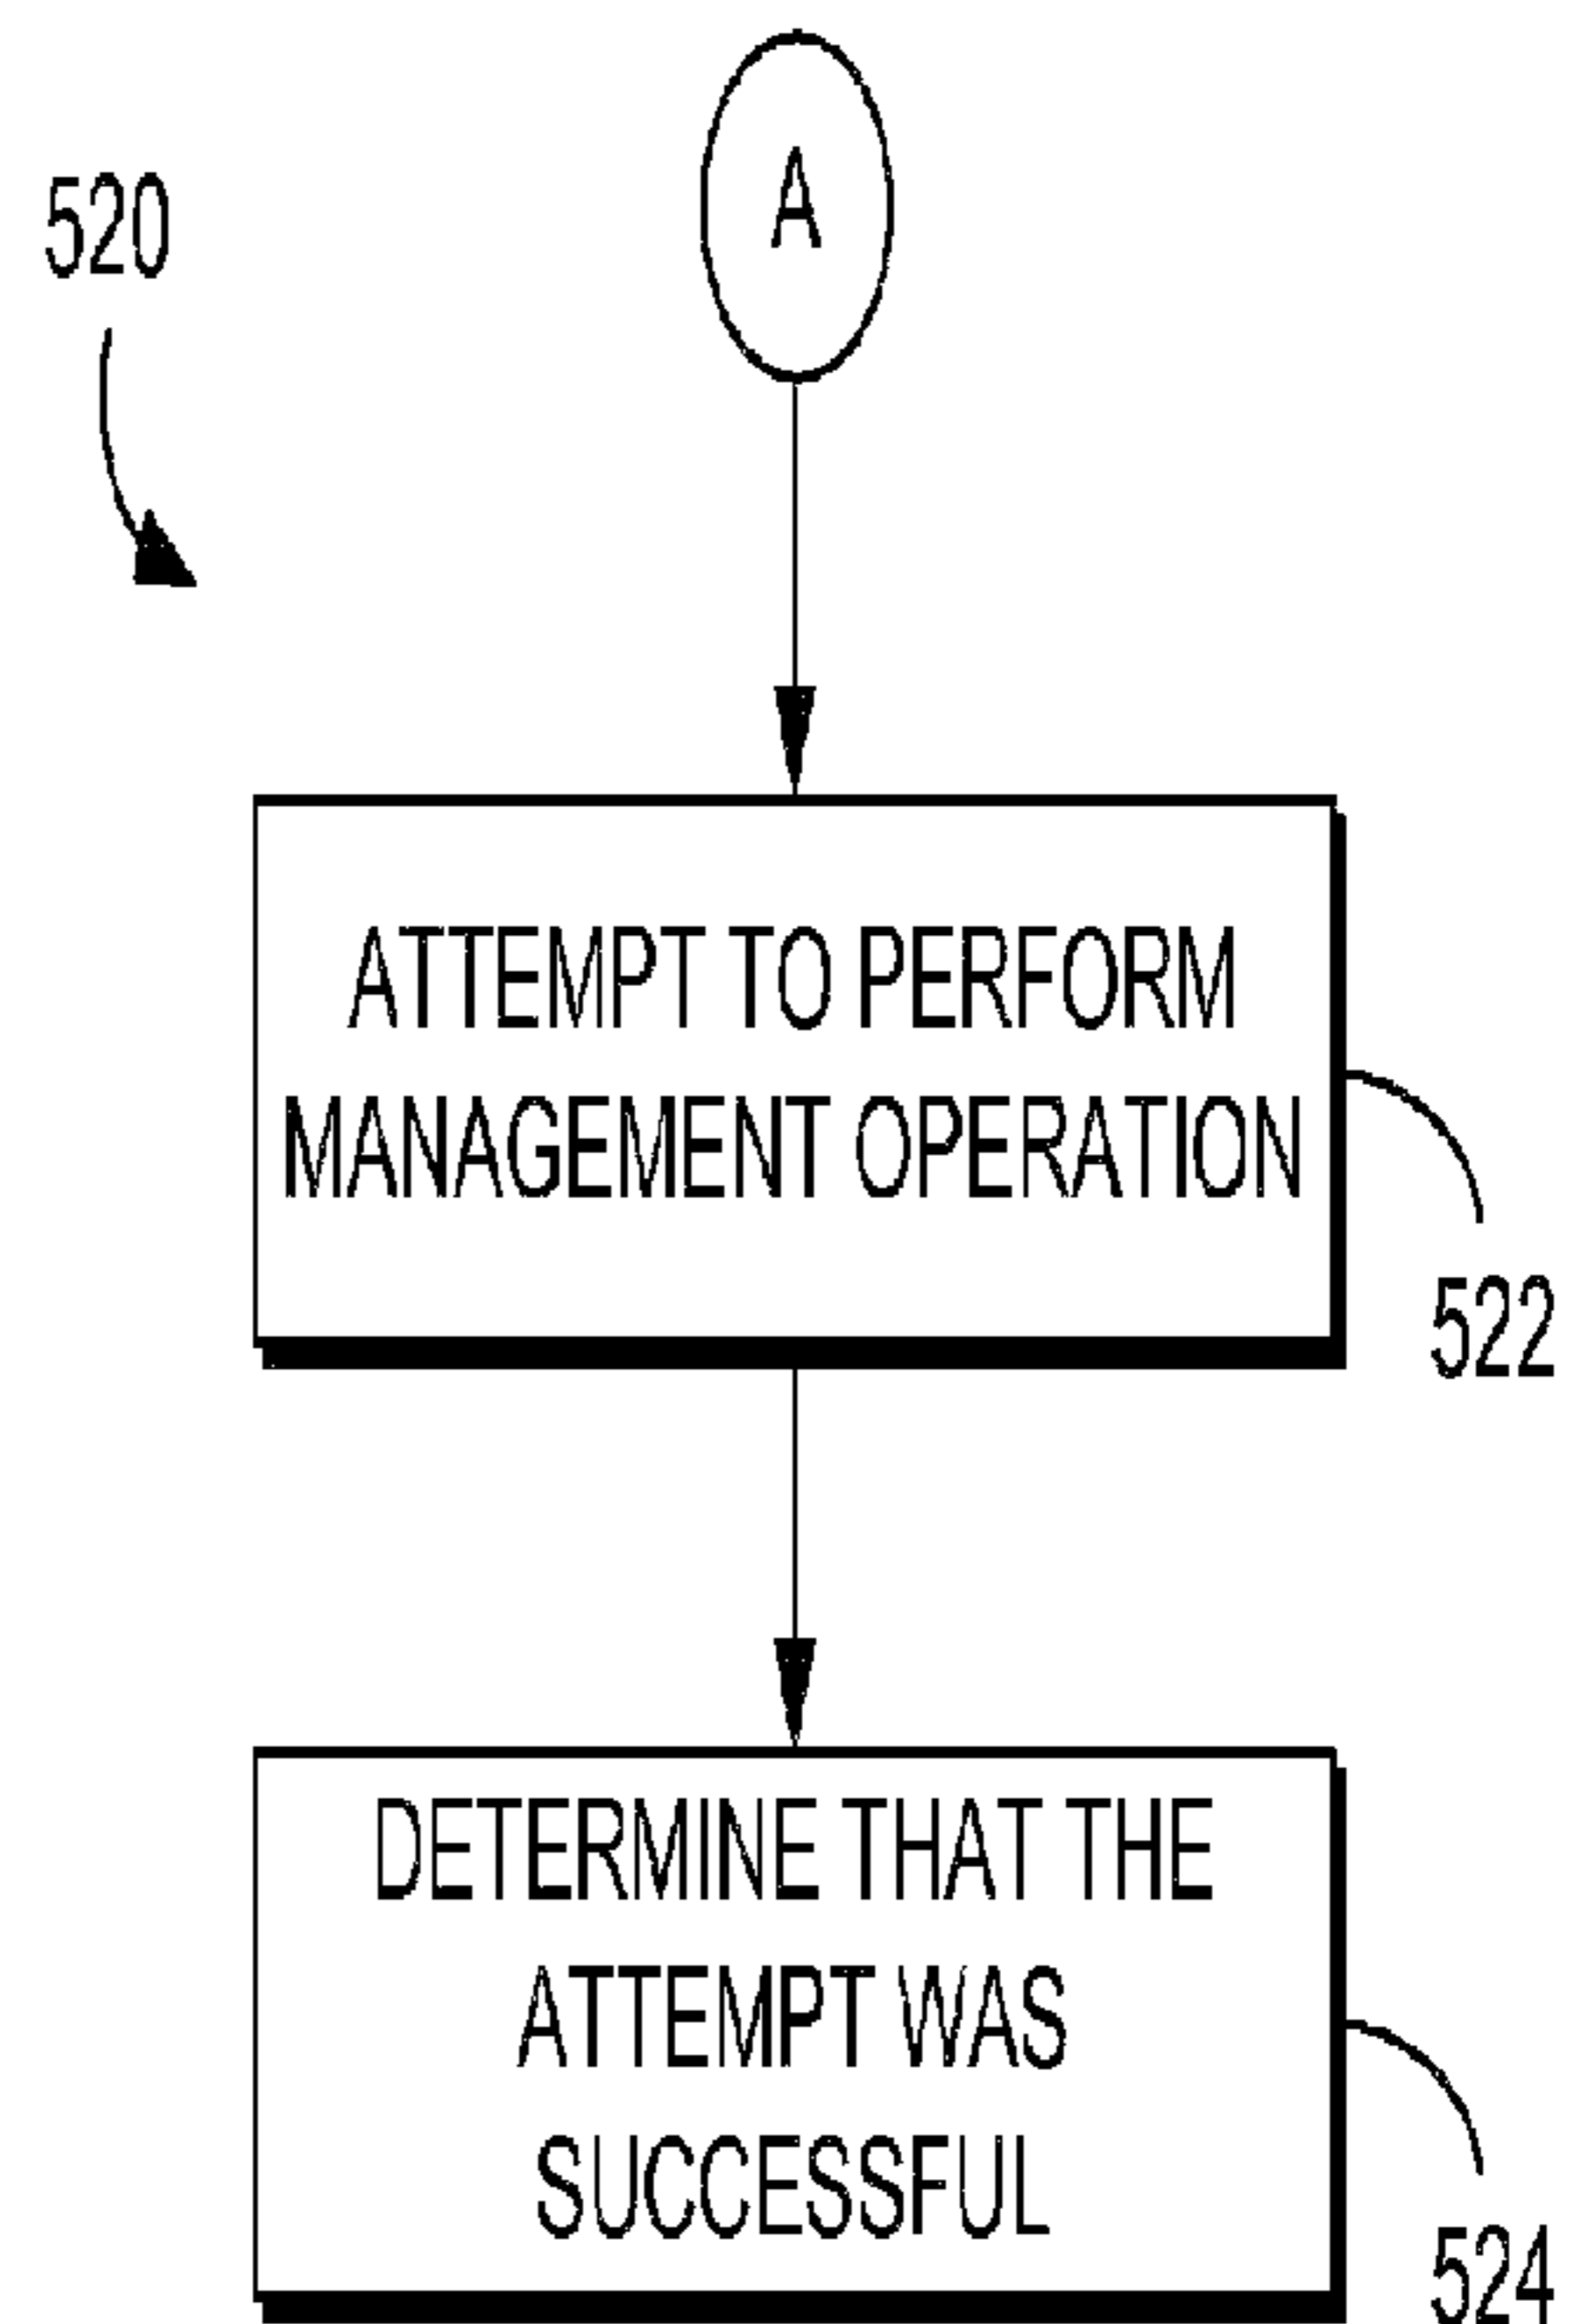 A
520
ATTEMPT TO PERFORM
MANAGEMENT OPERATION
522
DETERMINE THAT THE
ATTEMPT WAS
SUCCESSFUL
524